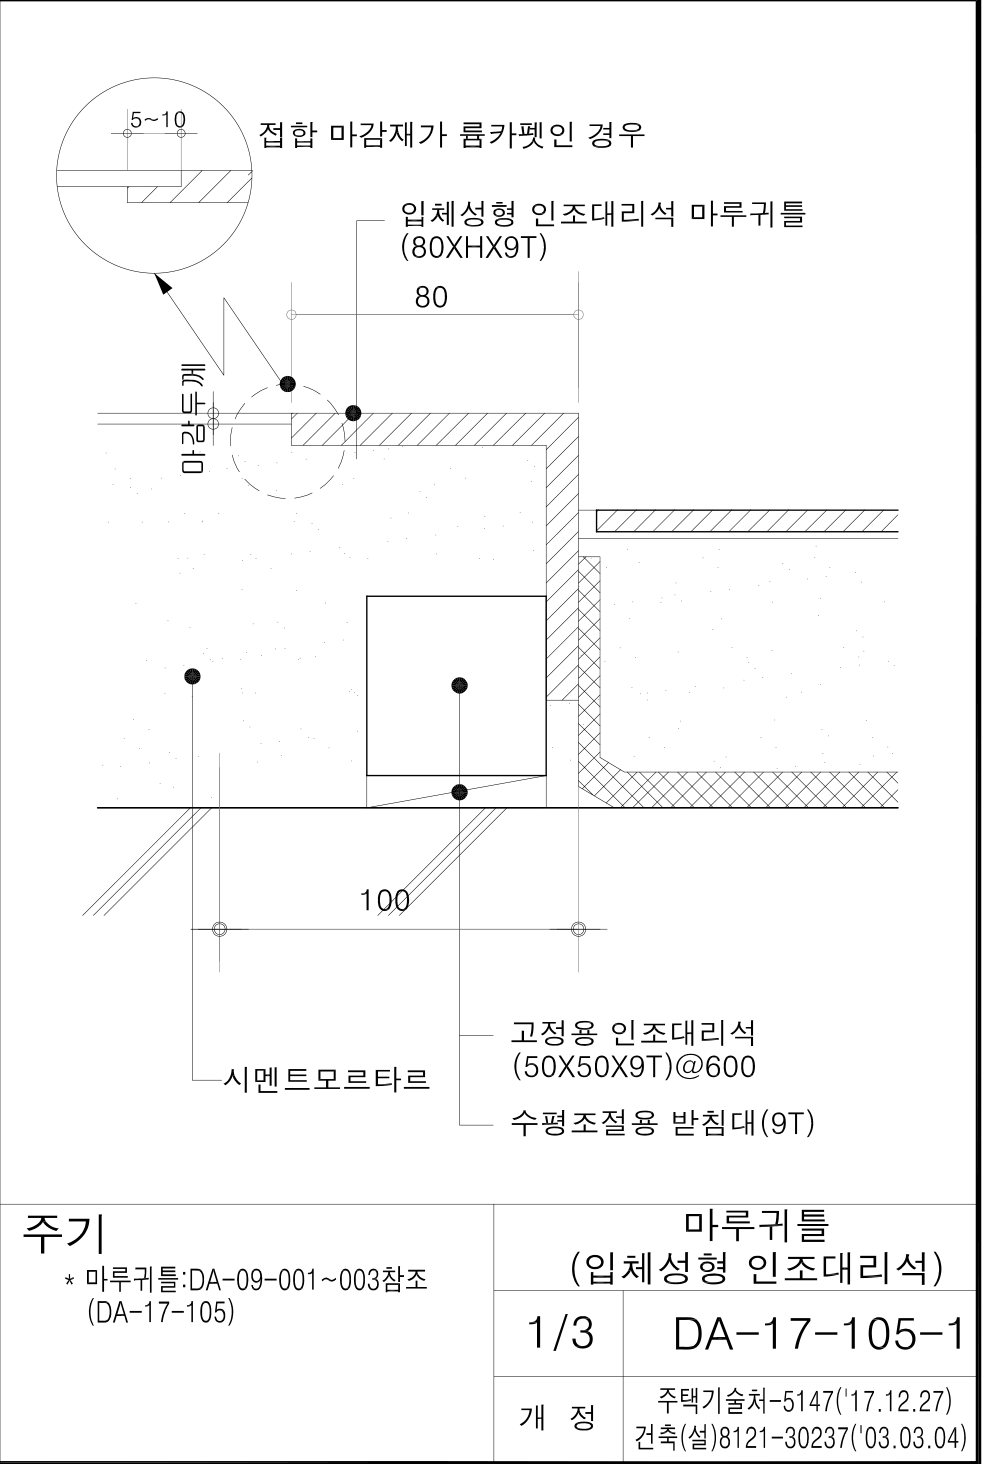 5~10
접합 마감재가 륨카펫인 경우
입체성형 인조대리석 마루귀틀
(80XHX9T)
80
마감두께
100
고정용 인조대리석
(50X50X9T)@600
시멘트모르타르
수평조절용 받침대(9T)
주기
* 마루귀틀:DA-09-001~003참조
(DA-17-105)
마루귀틀
(입체성형 인조대리석)
1/3
DA-17-105-1
개 정
주택기술처-5147('17.12.27)
건축(설)8121-30237('03.03.04)